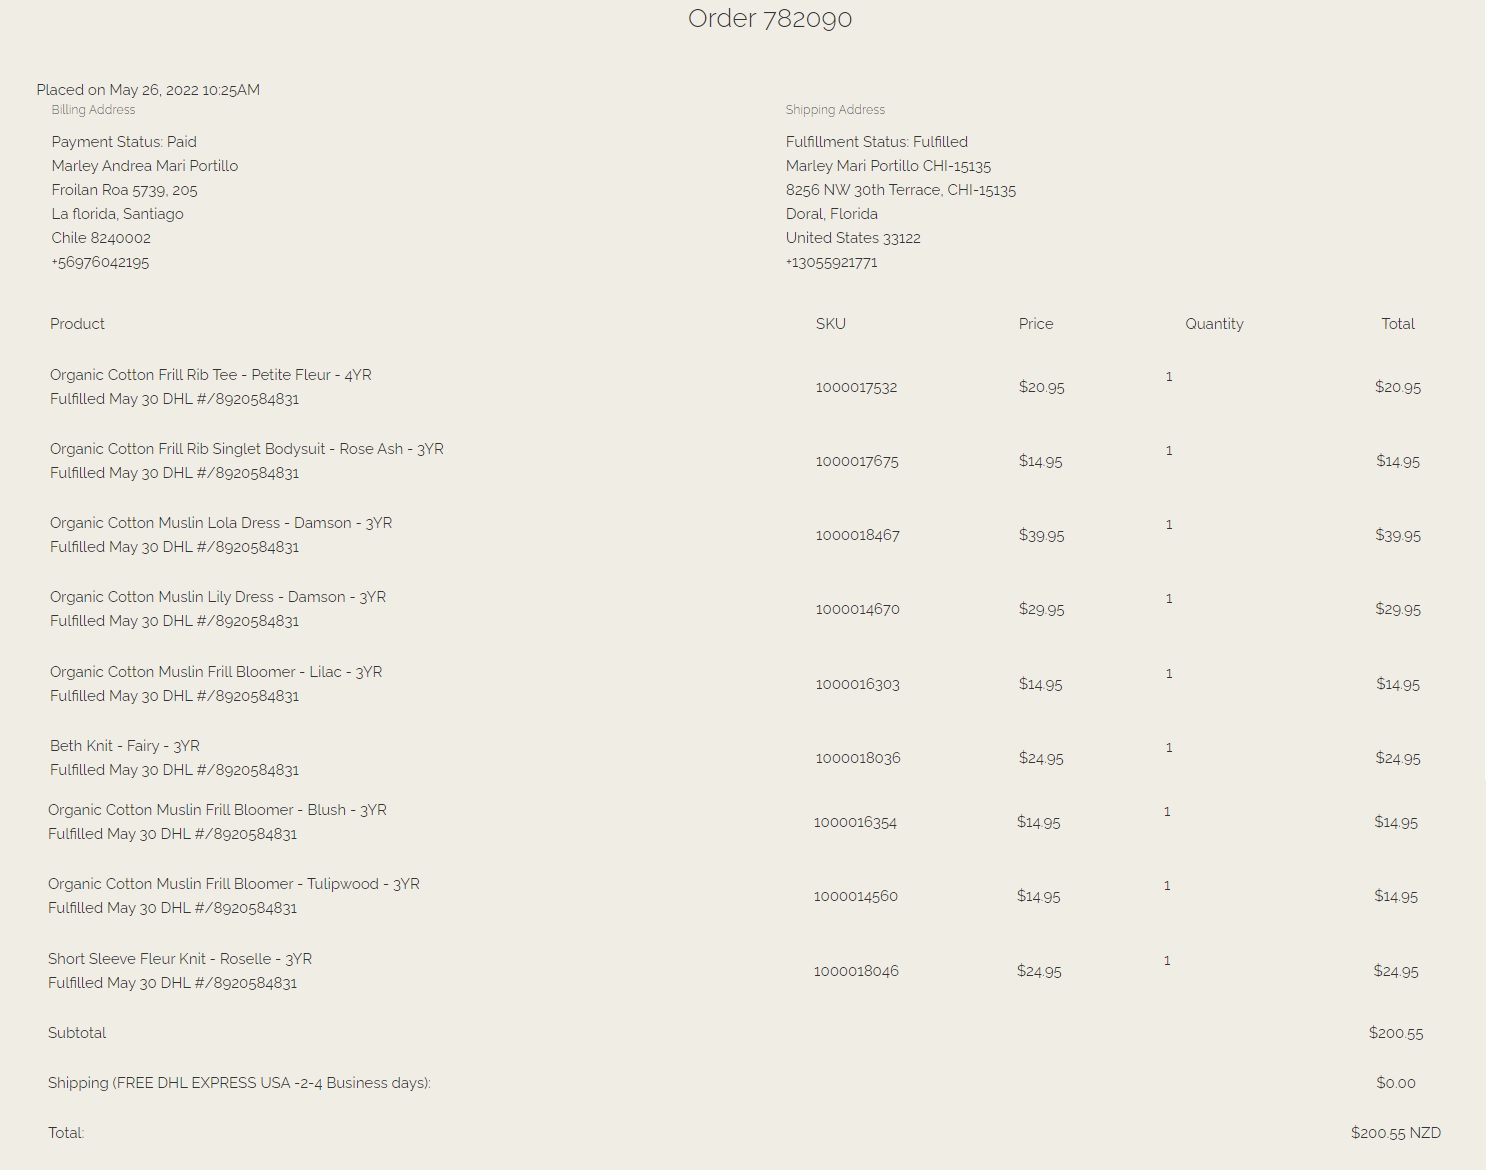 Order 782090
Placed on May 26, 2022 10:25AM
Billing Address
Payment Status: Paid
Marley Andrea Mari Portillo
Froilan Roa 5739, 205
La florida, Santiago
Chile 8240002
+56976042195
Shipping Address
Fulfillment Status: Fulfilled
Marley Mari Portillo CHI-15135
8256 NW 30th Terrace, CHI-15135
Doral, Florida
United States 33122
+13055921771
Product SKU Price Quantity Total
Organic Cotton Frill Rib Tee - Petite Fleur - 4YR
Fulfilled May 30 DHL #/8920584831
1000017532 $20.95 1 $20.95
Organic Cotton Frill Rib Singlet Bodysuit - Rose Ash - 3YR
Fulfilled May 30 DHL #/8920584831
1000017675 $14.95 1 $14.95
Organic Cotton Muslin Lola Dress - Damson - 3YR
Fulfilled May 30 DHL #/8920584831
1000018467 $39.95 1 $39.95
Organic Cotton Muslin Lily Dress - Damson - 3YR
Fulfilled May 30 DHL #/8920584831
1000014670 $29.95 1 $29.95
Organic Cotton Muslin Frill Bloomer - Lilac - 3YR
Fulfilled May 30 DHL #/8920584831
1000016303 $14.95 1 $14.95
Beth Knit - Fairy - 3YR
Fulfilled May 30 DHL #/8920584831
1000018036 $24.95 1 $24.95
Organic Cotton Muslin Frill Bloomer - Blush - 3YR
Fulfilled May 30 DHL #/8920584831
1000016354 $14.95 1 $14.95
Organic Cotton Muslin Frill Bloomer - Tulipwood - 3YR
Fulfilled May 30 DHL #/8920584831
1000014560 $14.95 1 $14.95
Short Sleeve Fleur Knit - Roselle - 3YR
Fulfilled May 30 DHL #/8920584831
1000018046 $24.95 1 $24.95
Subtotal $200.55
Shipping (FREE DHL EXPRESS USA -2-4 Business days): $0.00
Total: $200.55 NZD